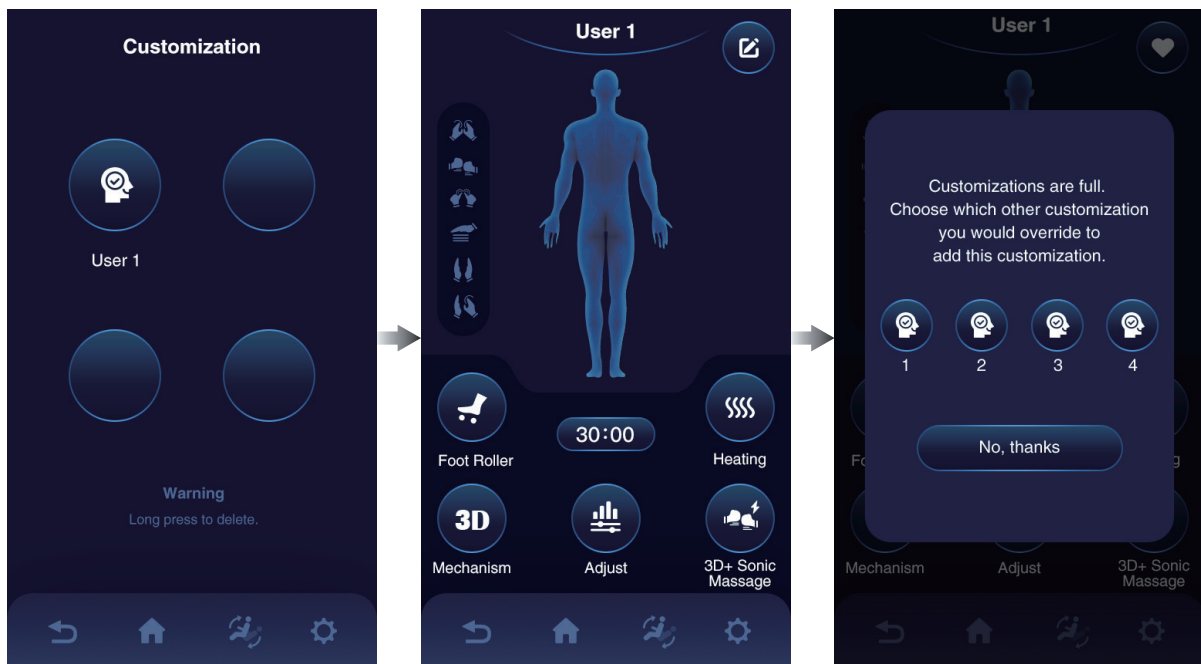 Customization
User 1
Warning
Long press to delete.
User 1
30:00
Foot Roller
Heating
3D
Mechanism
Adjust
3D+ Sonic
Massage
User 1
Customizations are full.
Choose which other customization
you would override to
add this customization.
1
2
3
4
No, thanks
Fo
g
Mechanism
Adjust
3D+ Sonic
Massage